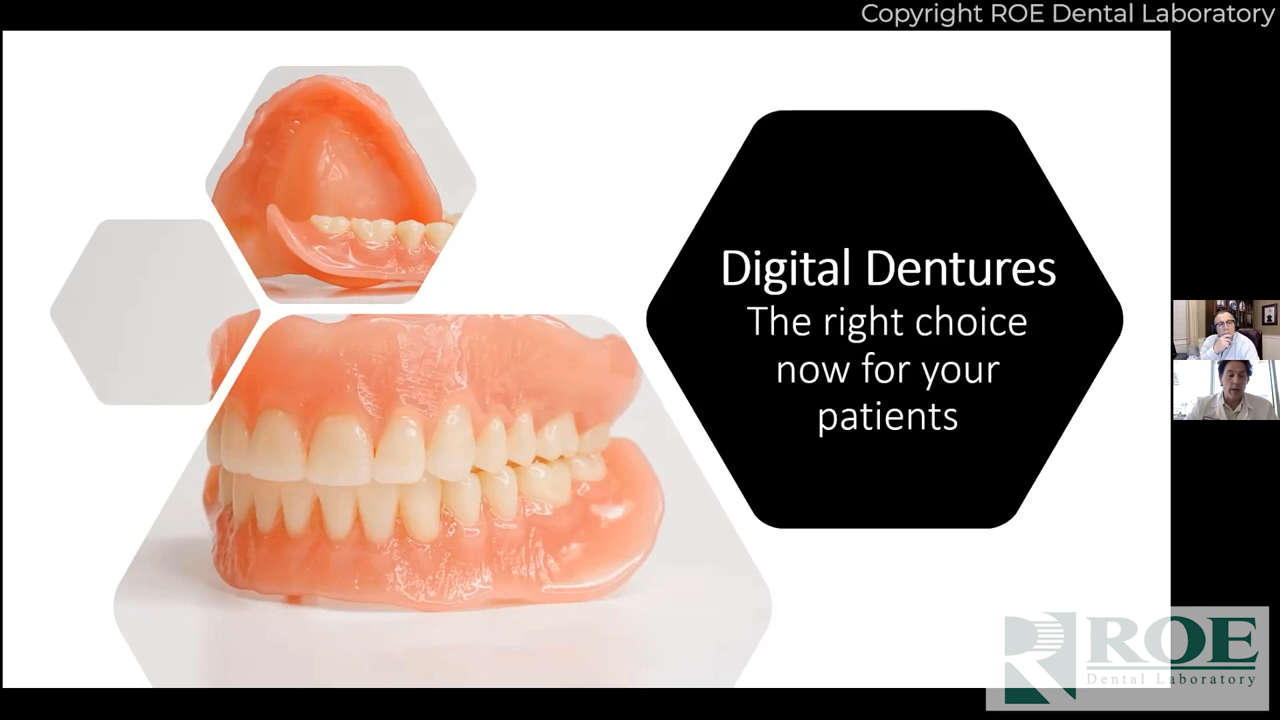 Copyright ROE Dental Laboratory
Digital Dentures
The right choice
now for your
patients
ROE
Dental Laboratory